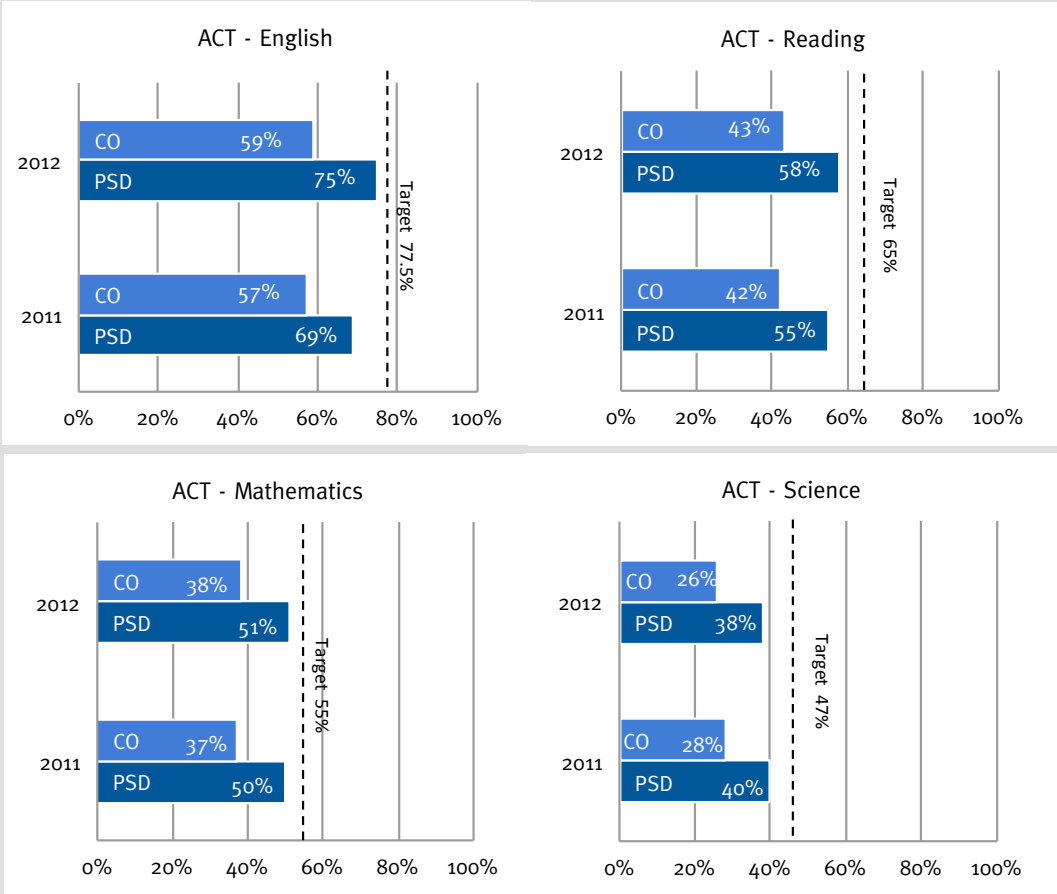 ACT - English
2012
CO 59%
PSD 75%
2011
CO 57%
PSD 69%
Target 77.5%
0% 20% 40% 60% 80% 100%
ACT - Reading
2012
CO 43%
PSD 58%
2011
CO 42%
PSD 55%
Target 65%
0% 20% 40% 60% 80% 100%
ACT - Mathematics
2012
CO 38%
PSD 51%
2011
CO 37%
PSD 50%
Target 55%
0% 20% 40% 60% 80% 100%
ACT - Science
2012
CO 26%
PSD 38%
2011
CO 28%
PSD 40%
Target 47%
0% 20% 40% 60% 80% 100%